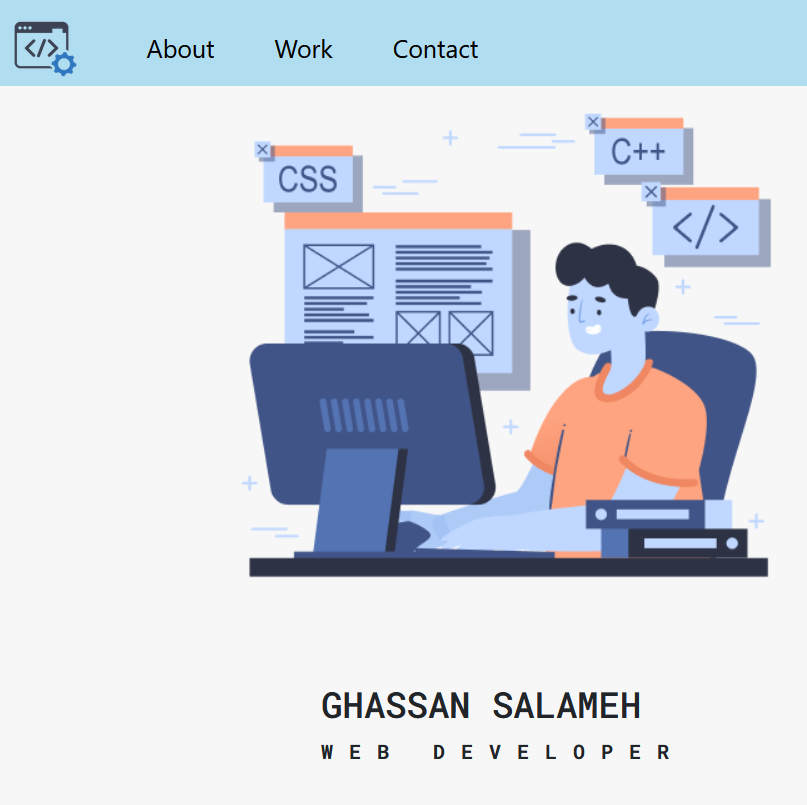 </>
About Work Contact
CSS
C++
</>
GHASSAN SALAMEH
WEB DEVELOPER